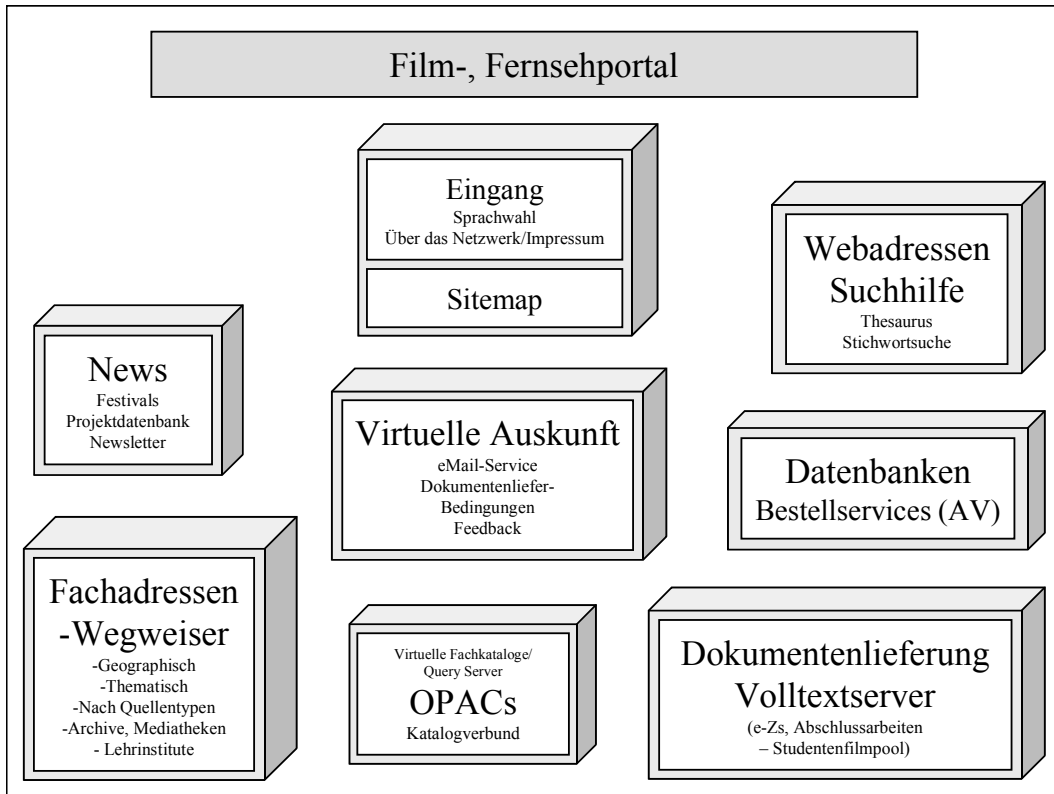 Film-, Fernsehportal
Eingang
Sprachwahl
Über das Netzwerk/Impressum
Sitemap
Webadressen
Suchhilfe
Thesaurus
Stichwortsuche
News
Festivals
Projektdatenbank
Newsletter
Virtuelle Auskunft
eMail-Service
Dokumentenliefer-
Bedingungen
Feedback
Datenbanken
Bestellservices (AV)
Fachadressen
-Wegweiser
-Geographisch
-Thematisch
-Nach Quellentypen
-Archive, Mediatheken
- Lehrinstitute
Virtuelle Fachkataloge/
Query Server
OPACs
Katalogverbund
Dokumentenlieferung
Volltextserver
(e-Zs, Abschlussarbeiten
– Studentenfilmpool)